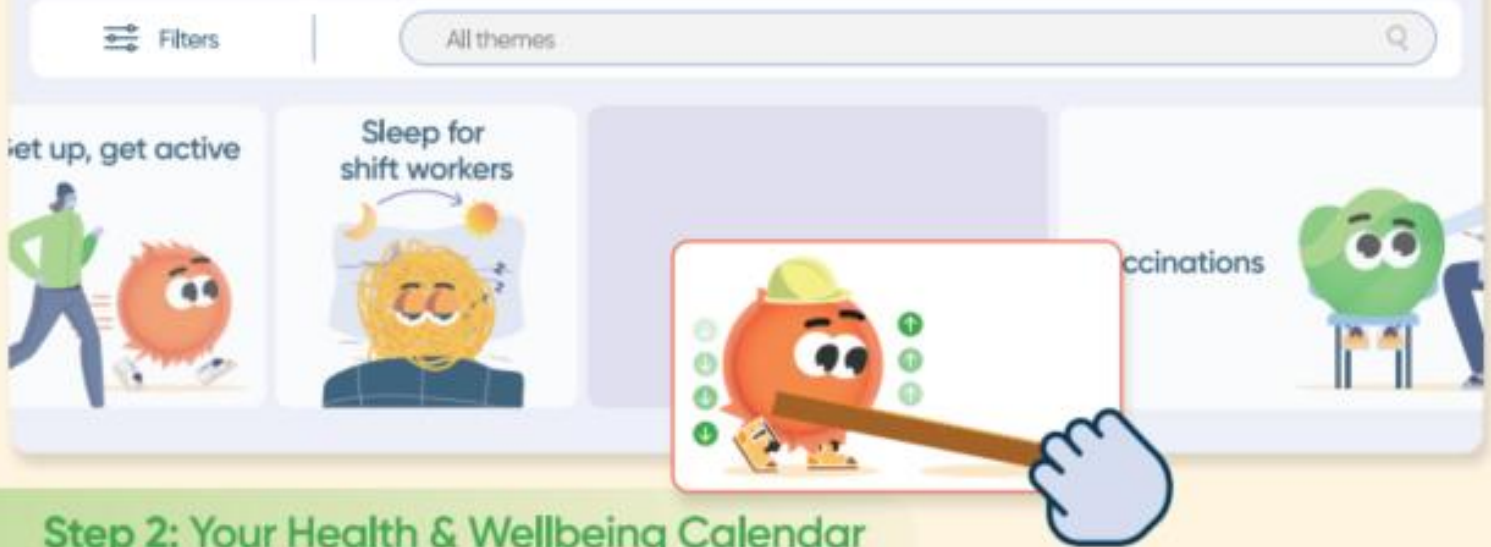 Filters
All themes
et up, get active
Sleep for
shift workers
ccinations
Step 2: Your Health & Wellbeing Calendar